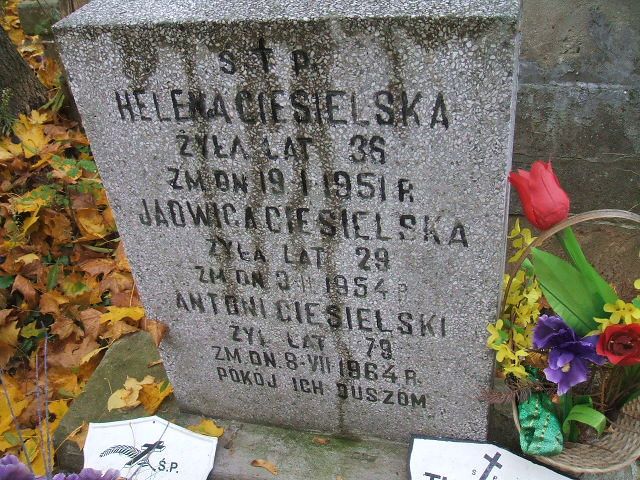 ś † p.
HELENA CIESIELSKA
ŻYŁA LAT 36
ZM DN 19·I·1951 R
JADWIGA CIESIELSKA
ŻYŁA LAT 29
ZM DN 3·II·1954 R
ANTONI CIESIELSKI
ŻYŁ LAT 79
ZM DN. 8·VII·1964 R.
POKÓJ ICH DUSZOM
Ś.P.